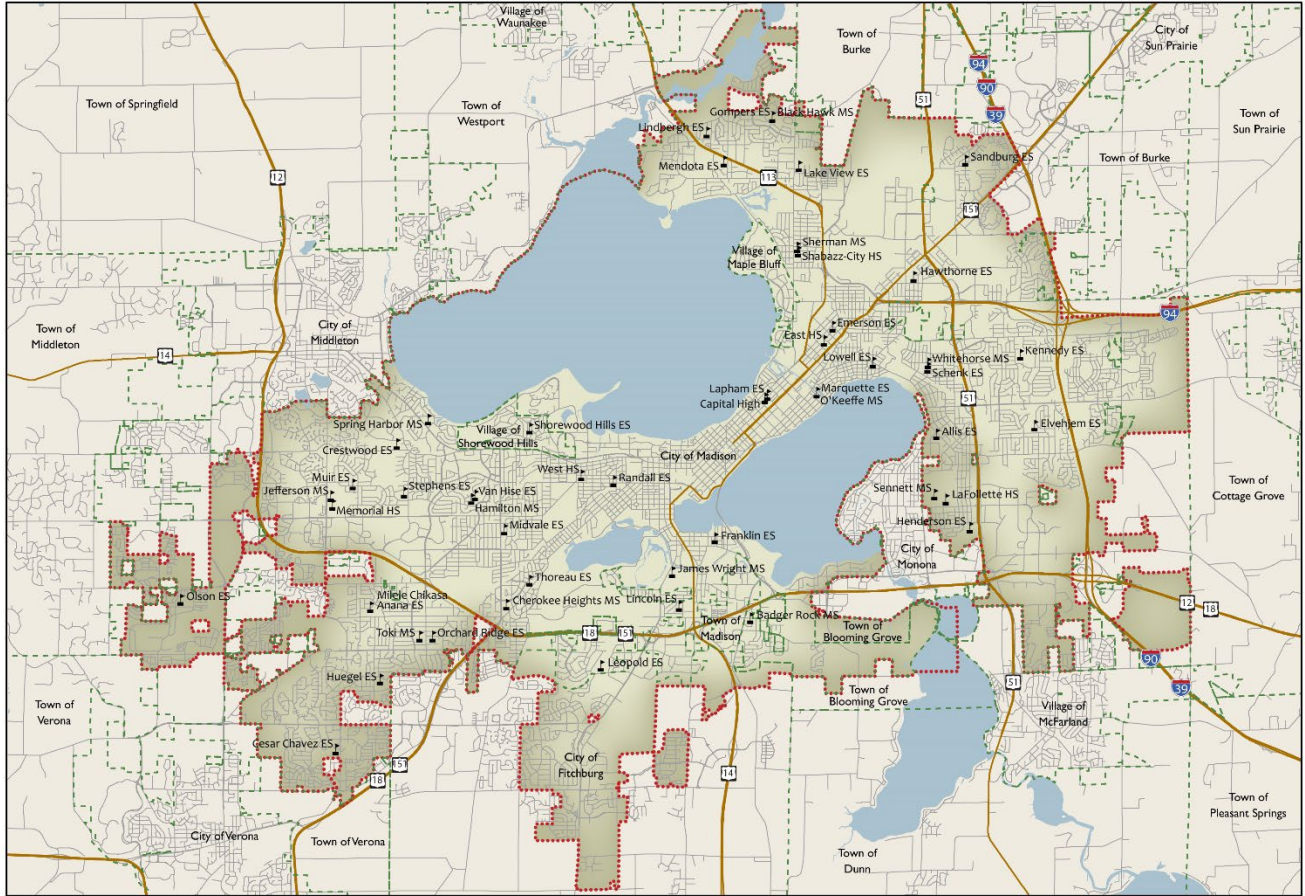 Village of
Waunakee
Town of
Burke
City of
Sun Prairie
94
90
39
51
Town of Springfield
Town of
Westport
Town of
Sun Prairie
Gompers ES
Black Hawk MS
Lindbergh ES
Mendota ES
Lake View ES
Sandburg ES
Town of Burke
12
113
151
Sherman MS
Shabazz-City HS
Village of
Maple Bluff
Hawthorne ES
94
Town of
Middleton
City of
Middleton
14
Emerson ES
East HS
Lowell ES
Whitehorse MS
Schenk ES
Kennedy ES
Lapham ES
Capital High
Marquette ES
O'Keeffe MS
51
Spring Harbor MS
Shorewood Hills ES
Village of
Shorewood Hills
Allis ES
Elvehjem ES
Crestwood ES
City of Madison
West HS
Randall ES
Muir ES
Jefferson MS
Memorial HS
Stephens ES
Van Hise ES
Hamilton MS
Sennett MS
LaFollette HS
Town of
Cottage Grove
Midvale ES
Franklin ES
Henderson ES
City of
Monona
Thoreau ES
James Wright MS
Olson ES
Milele Chikasa
Anana ES
Cherokee Heights MS
Lincoln ES
Badger Rock MS
12
18
Toki MS
Orchard Ridge ES
18
151
Town of
Madison
Town of
Blooming Grove
Leopold ES
90
Huegel ES
51
39
Town of
Verona
Town of
Blooming Grove
Village of
McFarland
Cesar Chavez ES
City of
Fitchburg
18
151
14
Town of
Pleasant Springs
City of Verona
Town of Verona
Town of
Dunn